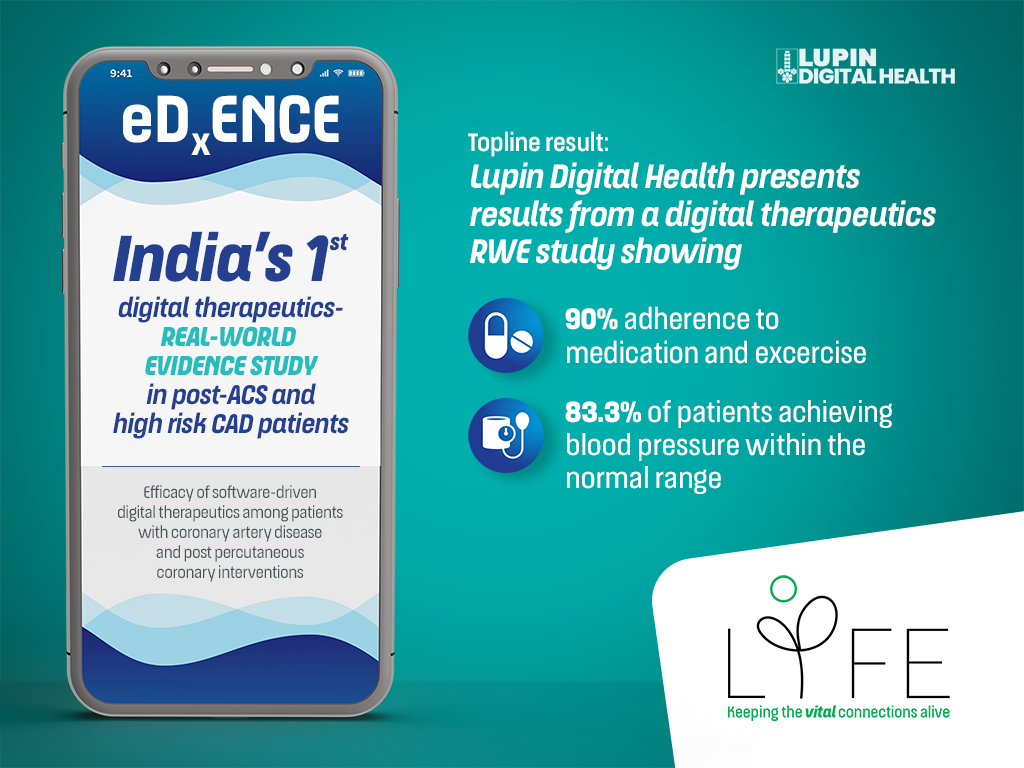 9:41
eDxENCE
India's 1st
digital therapeutics-
REAL-WORLD
EVIDENCE STUDY
in post-ACS and
high risk CAD patients
Efficacy of software-driven
digital therapeutics among patients
with coronary artery disease
and post percutaneous
coronary interventions
LUPIN
DIGITAL HEALTH
Topline result:
Lupin Digital Health presents
results from a digital therapeutics
RWE study showing
90% adherence to
medication and excercise
83.3% of patients achieving
blood pressure within the
normal range
LYFE
Keeping the vital connections alive